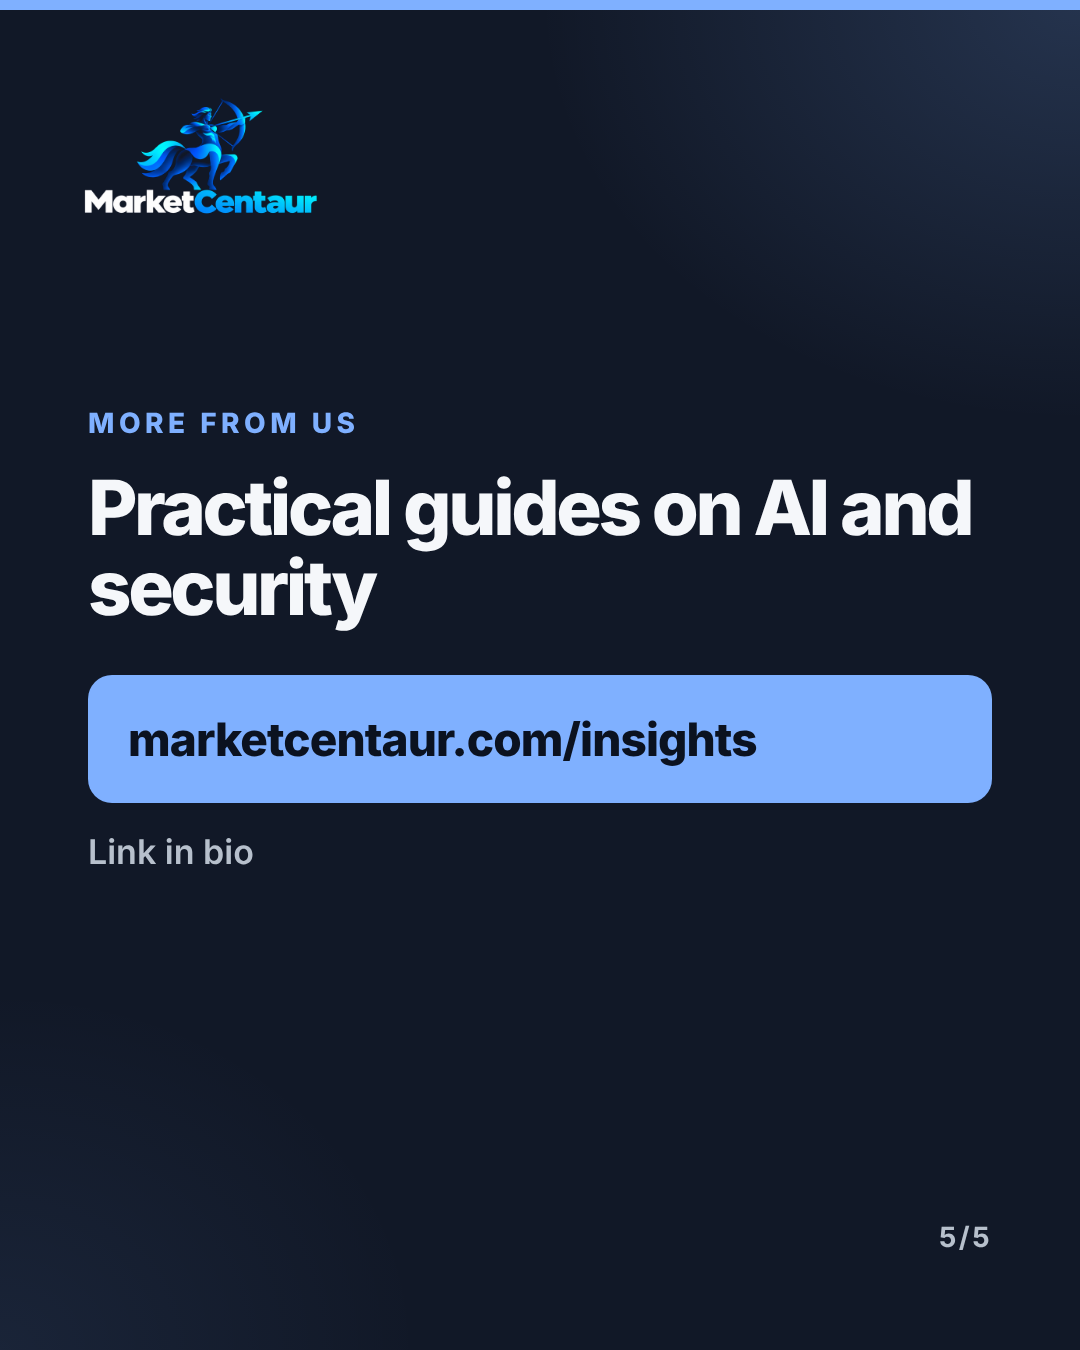 MarketCentaur
MORE FROM US
Practical guides on AI and
security
marketcentaur.com/insights
Link in bio
5/5